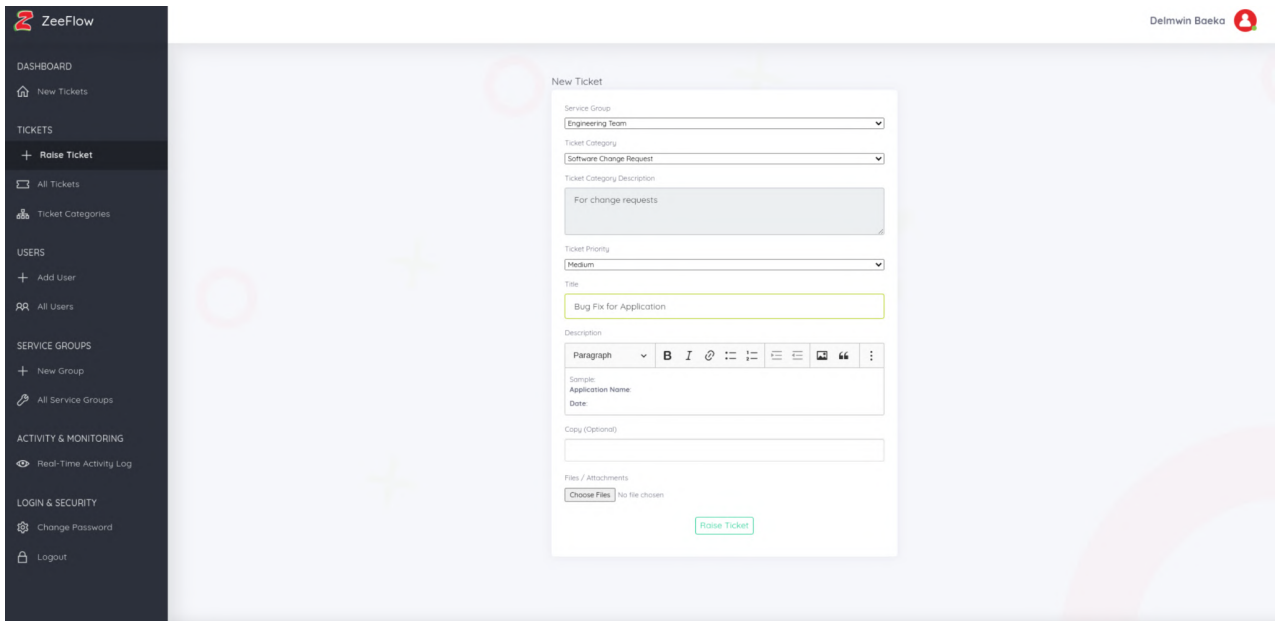 ZeeFlow
Delmwin Baeka
DASHBOARD
New Tickets
TICKETS
Raise Ticket
All Tickets
Ticket Categories
USERS
Add User
All Users
SERVICE GROUPS
New Group
All Service Groups
ACTIVITY & MONITORING
Real-Time Activity Log
LOGIN & SECURITY
Change Password
Logout
New Ticket
Service Group
Engineering Team
Ticket Category
Software Change Request
Ticket Category Description
For change requests
Ticket Priority
Medium
Title
Bug Fix for Application
Description
Paragraph
Sample:
Application Name:
Date:
Copy (Optional)
Files / Attachments
Choose Files No file chosen
Raise Ticket